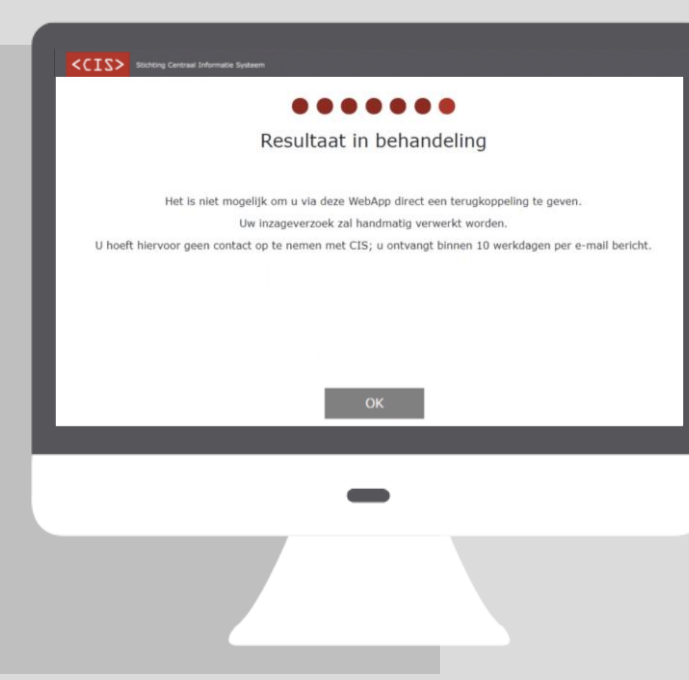 <CIS> Stichting Centraal Informatie Systeem
Resultaat in behandeling
Het is niet mogelijk om u via deze WebApp direct een terugkoppeling te geven.
Uw inzageverzoek zal handmatig verwerkt worden.
U hoeft hiervoor geen contact op te nemen met CIS; u ontvangt binnen 10 werkdagen per e-mail bericht.
OK